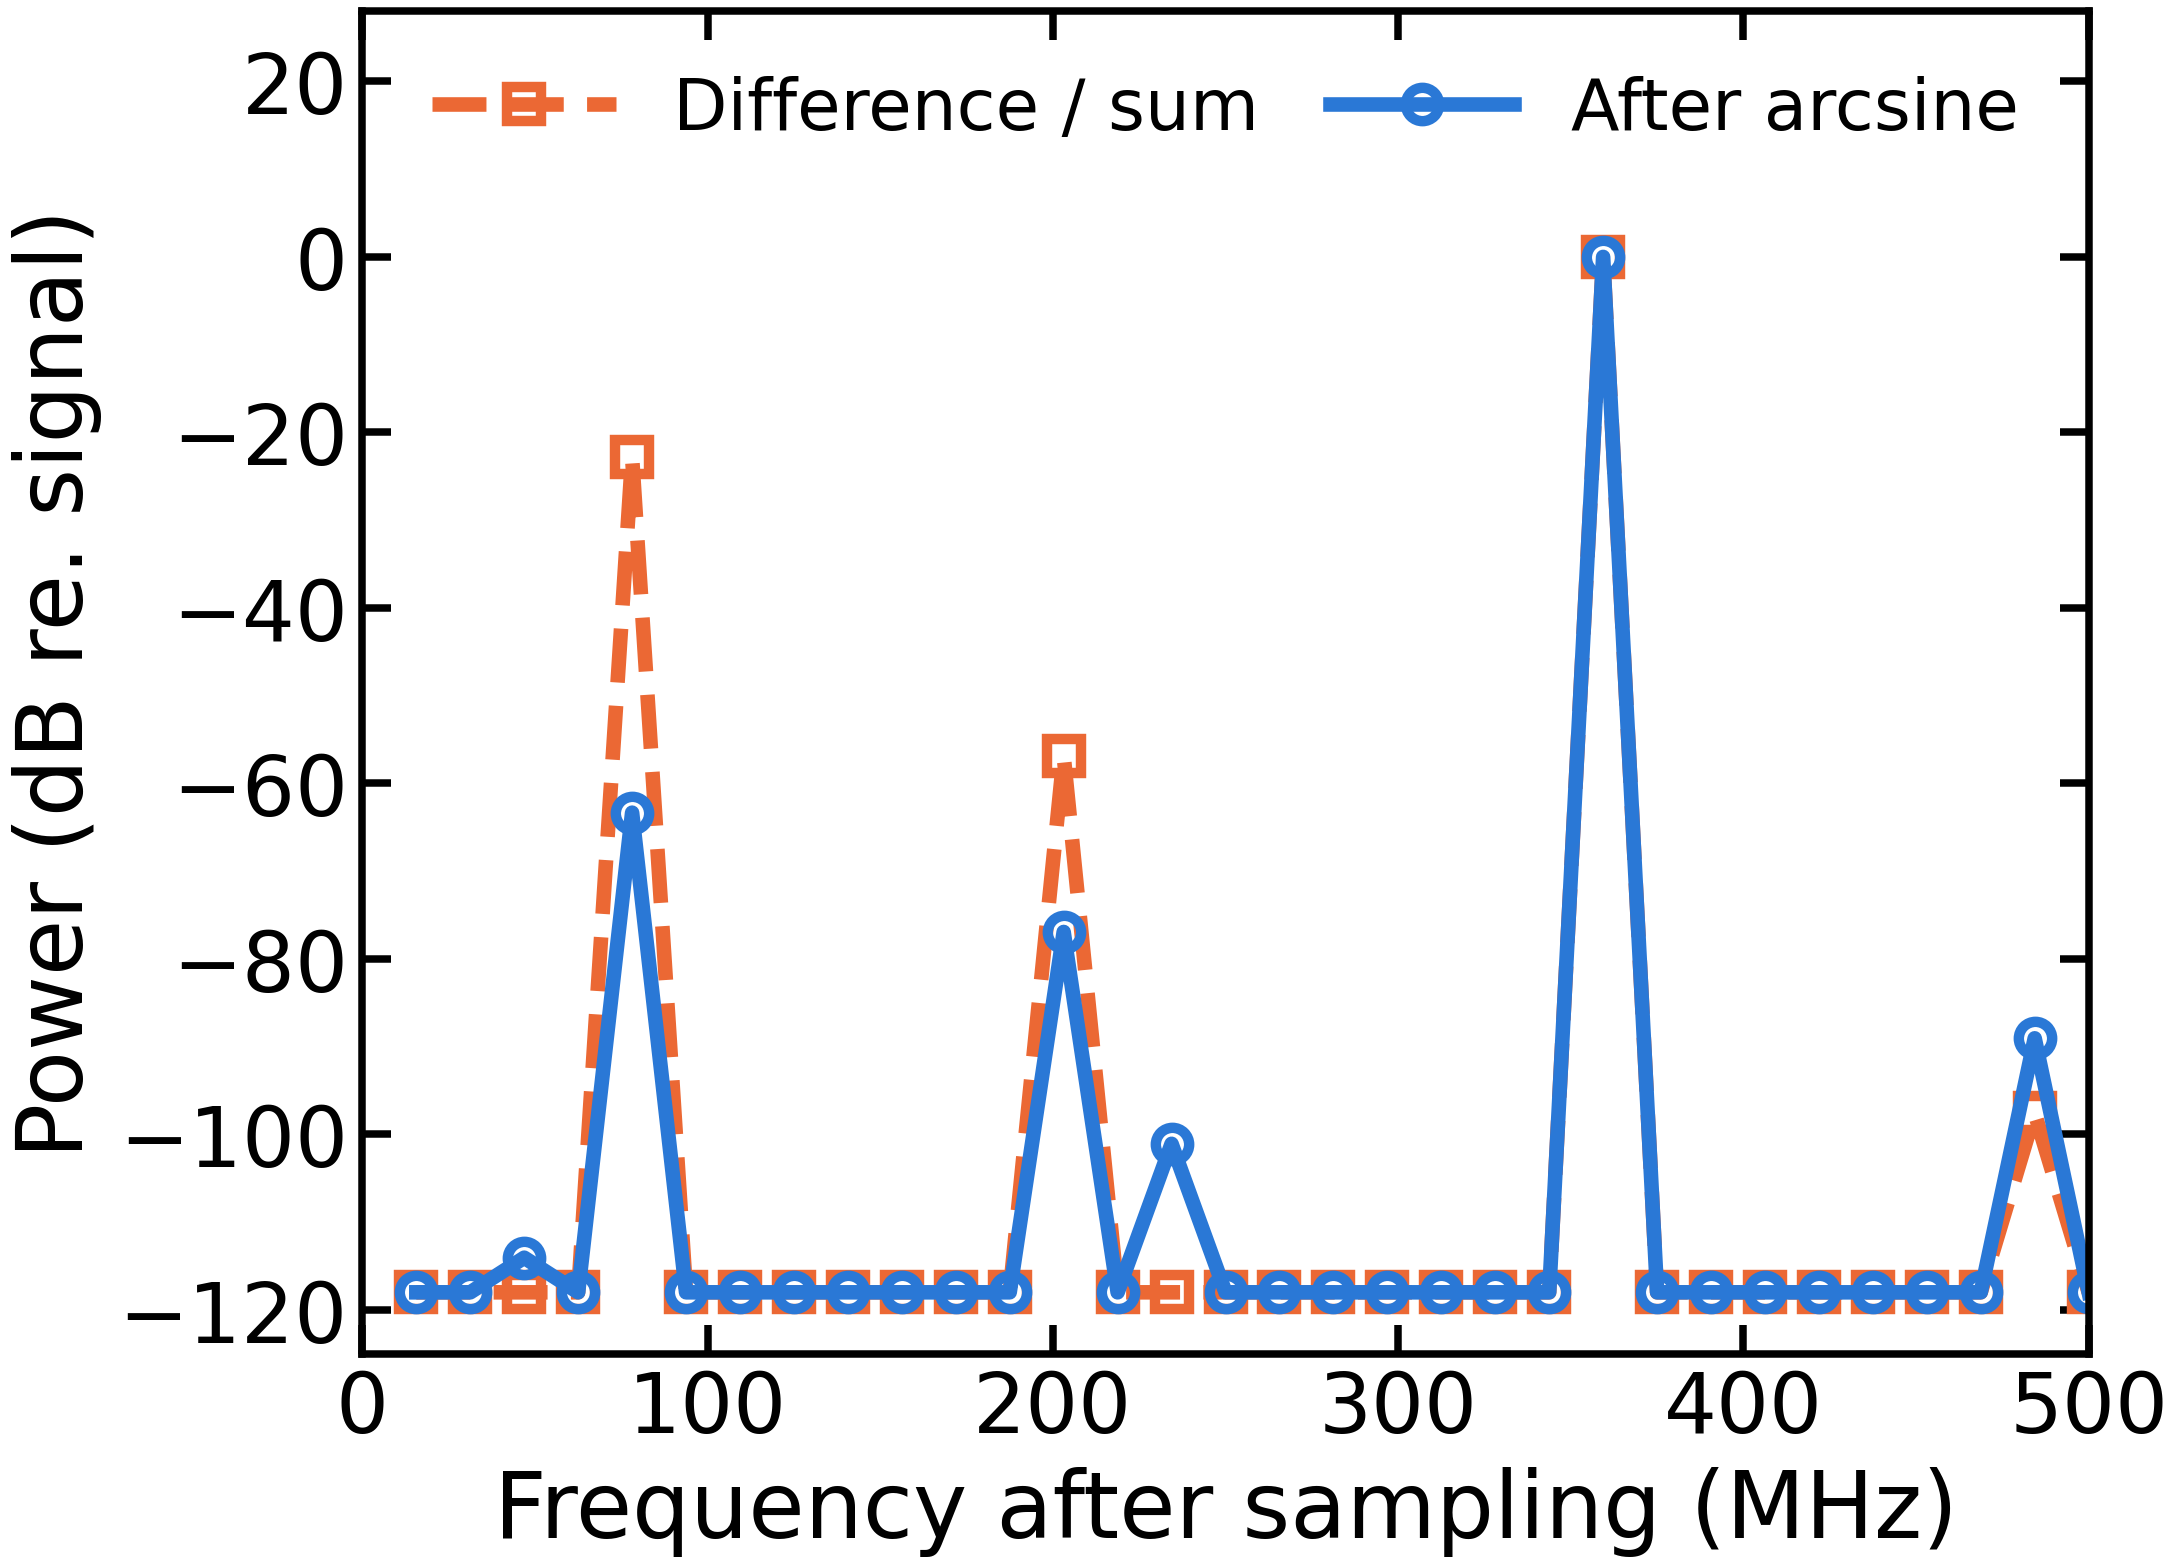 Difference / sum
After arcsine
20
0
−20
−40
−60
−80
−100
−120
Power (dB re. signal)
0 100 200 300 400 500
Frequency after sampling (MHz)